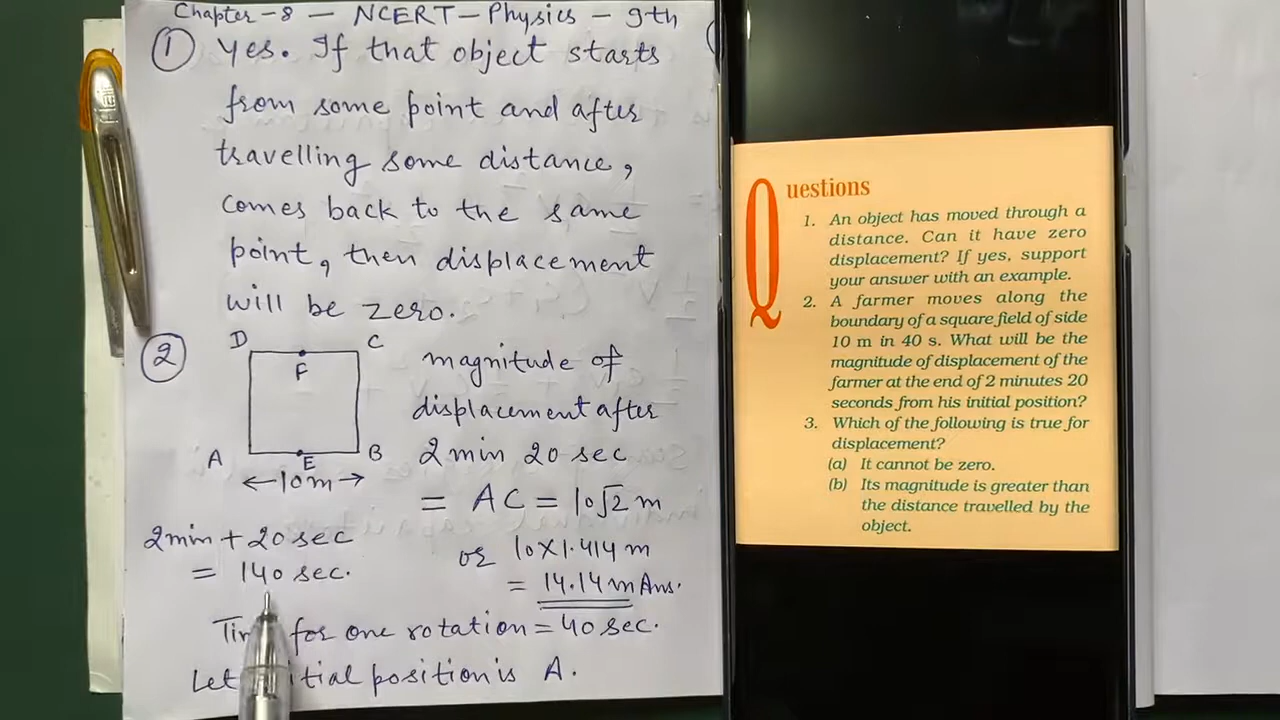 Chapter-8 — NCERT-Physics - 9th
① Yes. If that object starts
from some point and after
travelling some distance,
comes back to the same
point, then displacement
will be zero.
②
D C
F
A E B
10m
magnitude of
displacement after
2min 20 sec
= AC = 10√2 m
or 10×1.414 m
= 14.14 m Ans.
2min + 20 sec
= 140 sec.
for one rotation = 40 sec.
Let position is A.
Questions
1. An object has moved through a
distance. Can it have zero
displacement? If yes, support
your answer with an example.
2. A farmer moves along the
boundary of a square field of side
10 m in 40 s. What will be the
magnitude of displacement of the
farmer at the end of 2 minutes 20
seconds from his initial position?
3. Which of the following is true for
displacement?
(a) It cannot be zero.
(b) Its magnitude is greater than
the distance travelled by the
object.